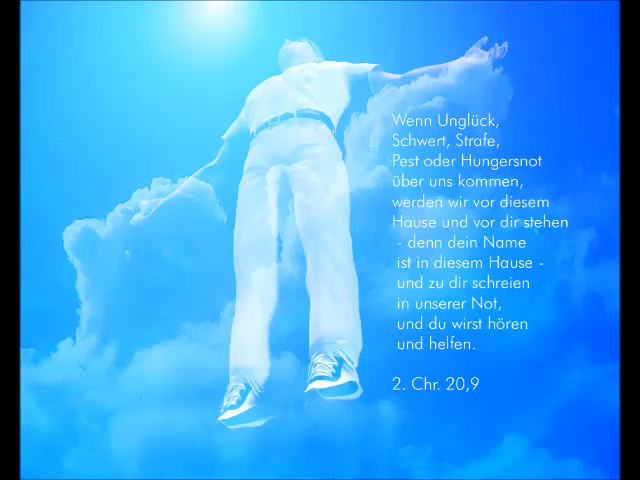 Wenn Unglück,
Schwert, Strafe,
Pest oder Hungersnot
über uns kommen,
werden wir vor diesem
Hause und vor dir stehen
- denn dein Name
ist in diesem Hause -
und zu dir schreien
in unserer Not,
und du wirst hören
und helfen.
2. Chr. 20,9